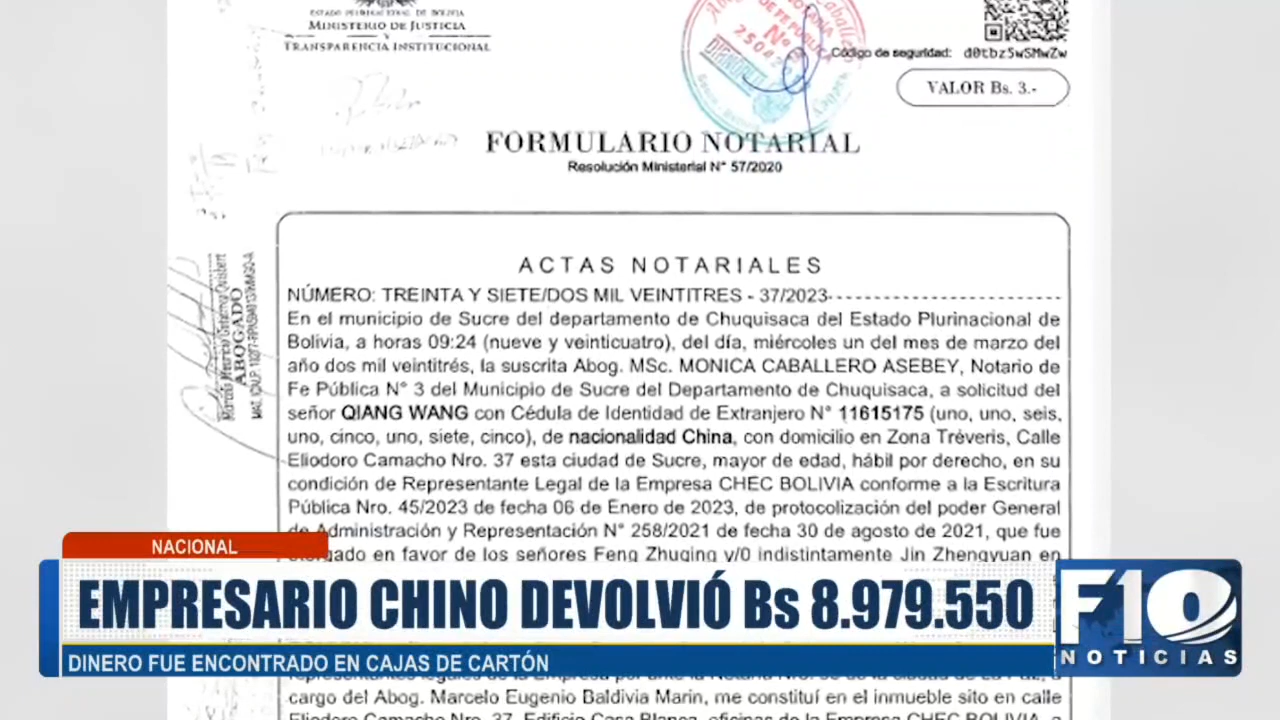 ESTADO PLURINACIONAL DE BOLIVIA
MINISTERIO DE JUSTICIA
Y
TRANSPARENCIA INSTITUCIONAL
Código de seguridad: d0tbz5wSMwZw
VALOR Bs. 3.-
FORMULARIO NOTARIAL
Resolución Ministerial N° 57/2020
ABOGADO
ACTAS NOTARIALES
NÚMERO: TREINTA Y SIETE/DOS MIL VEINTITRES - 37/2023-
En el municipio de Sucre del departamento de Chuquisaca del Estado Plurinacional de
Bolivia, a horas 09:24 (nueve y veinticuatro), del día, miércoles un del mes de marzo del
año dos mil veintitrés, la suscrita Abog. MSc. MONICA CABALLERO ASEBEY, Notario de
Fe Pública N° 3 del Municipio de Sucre del Departamento de Chuquisaca, a solicitud del
señor QIANG WANG con Cédula de Identidad de Extranjero N° 11615175 (uno, uno, seis,
uno, cinco, uno, siete, cinco), de nacionalidad China, con domicilio en Zona Tréveris, Calle
Eliodoro Camacho Nro. 37 esta ciudad de Sucre, mayor de edad, hábil por derecho, en su
condición de Representante Legal de la Empresa CHEC BOLIVIA conforme a la Escritura
Pública Nro. 45/2023 de fecha 06 de Enero de 2023, de protocolización del poder General
de Administración y Representación N° 258/2021 de fecha 30 de agosto de 2021, que fue
en favor de los señores Feng Zhuqing y/0 indistintamente Jin Zhengyuan en
NACIONAL
EMPRESARIO CHINO DEVOLVIÓ Bs 8.979.550
DINERO FUE ENCONTRADO EN CAJAS DE CARTÓN
F10
NOTICIAS
cargo del Abog. Marcelo Eugenio Baldivia Marin, me constituí en el inmueble sito en calle
Eliodoro Camacho Nro. 37, Edificio Casa Blanca, oficinas de la Empresa CHEC BOLIVIA, a